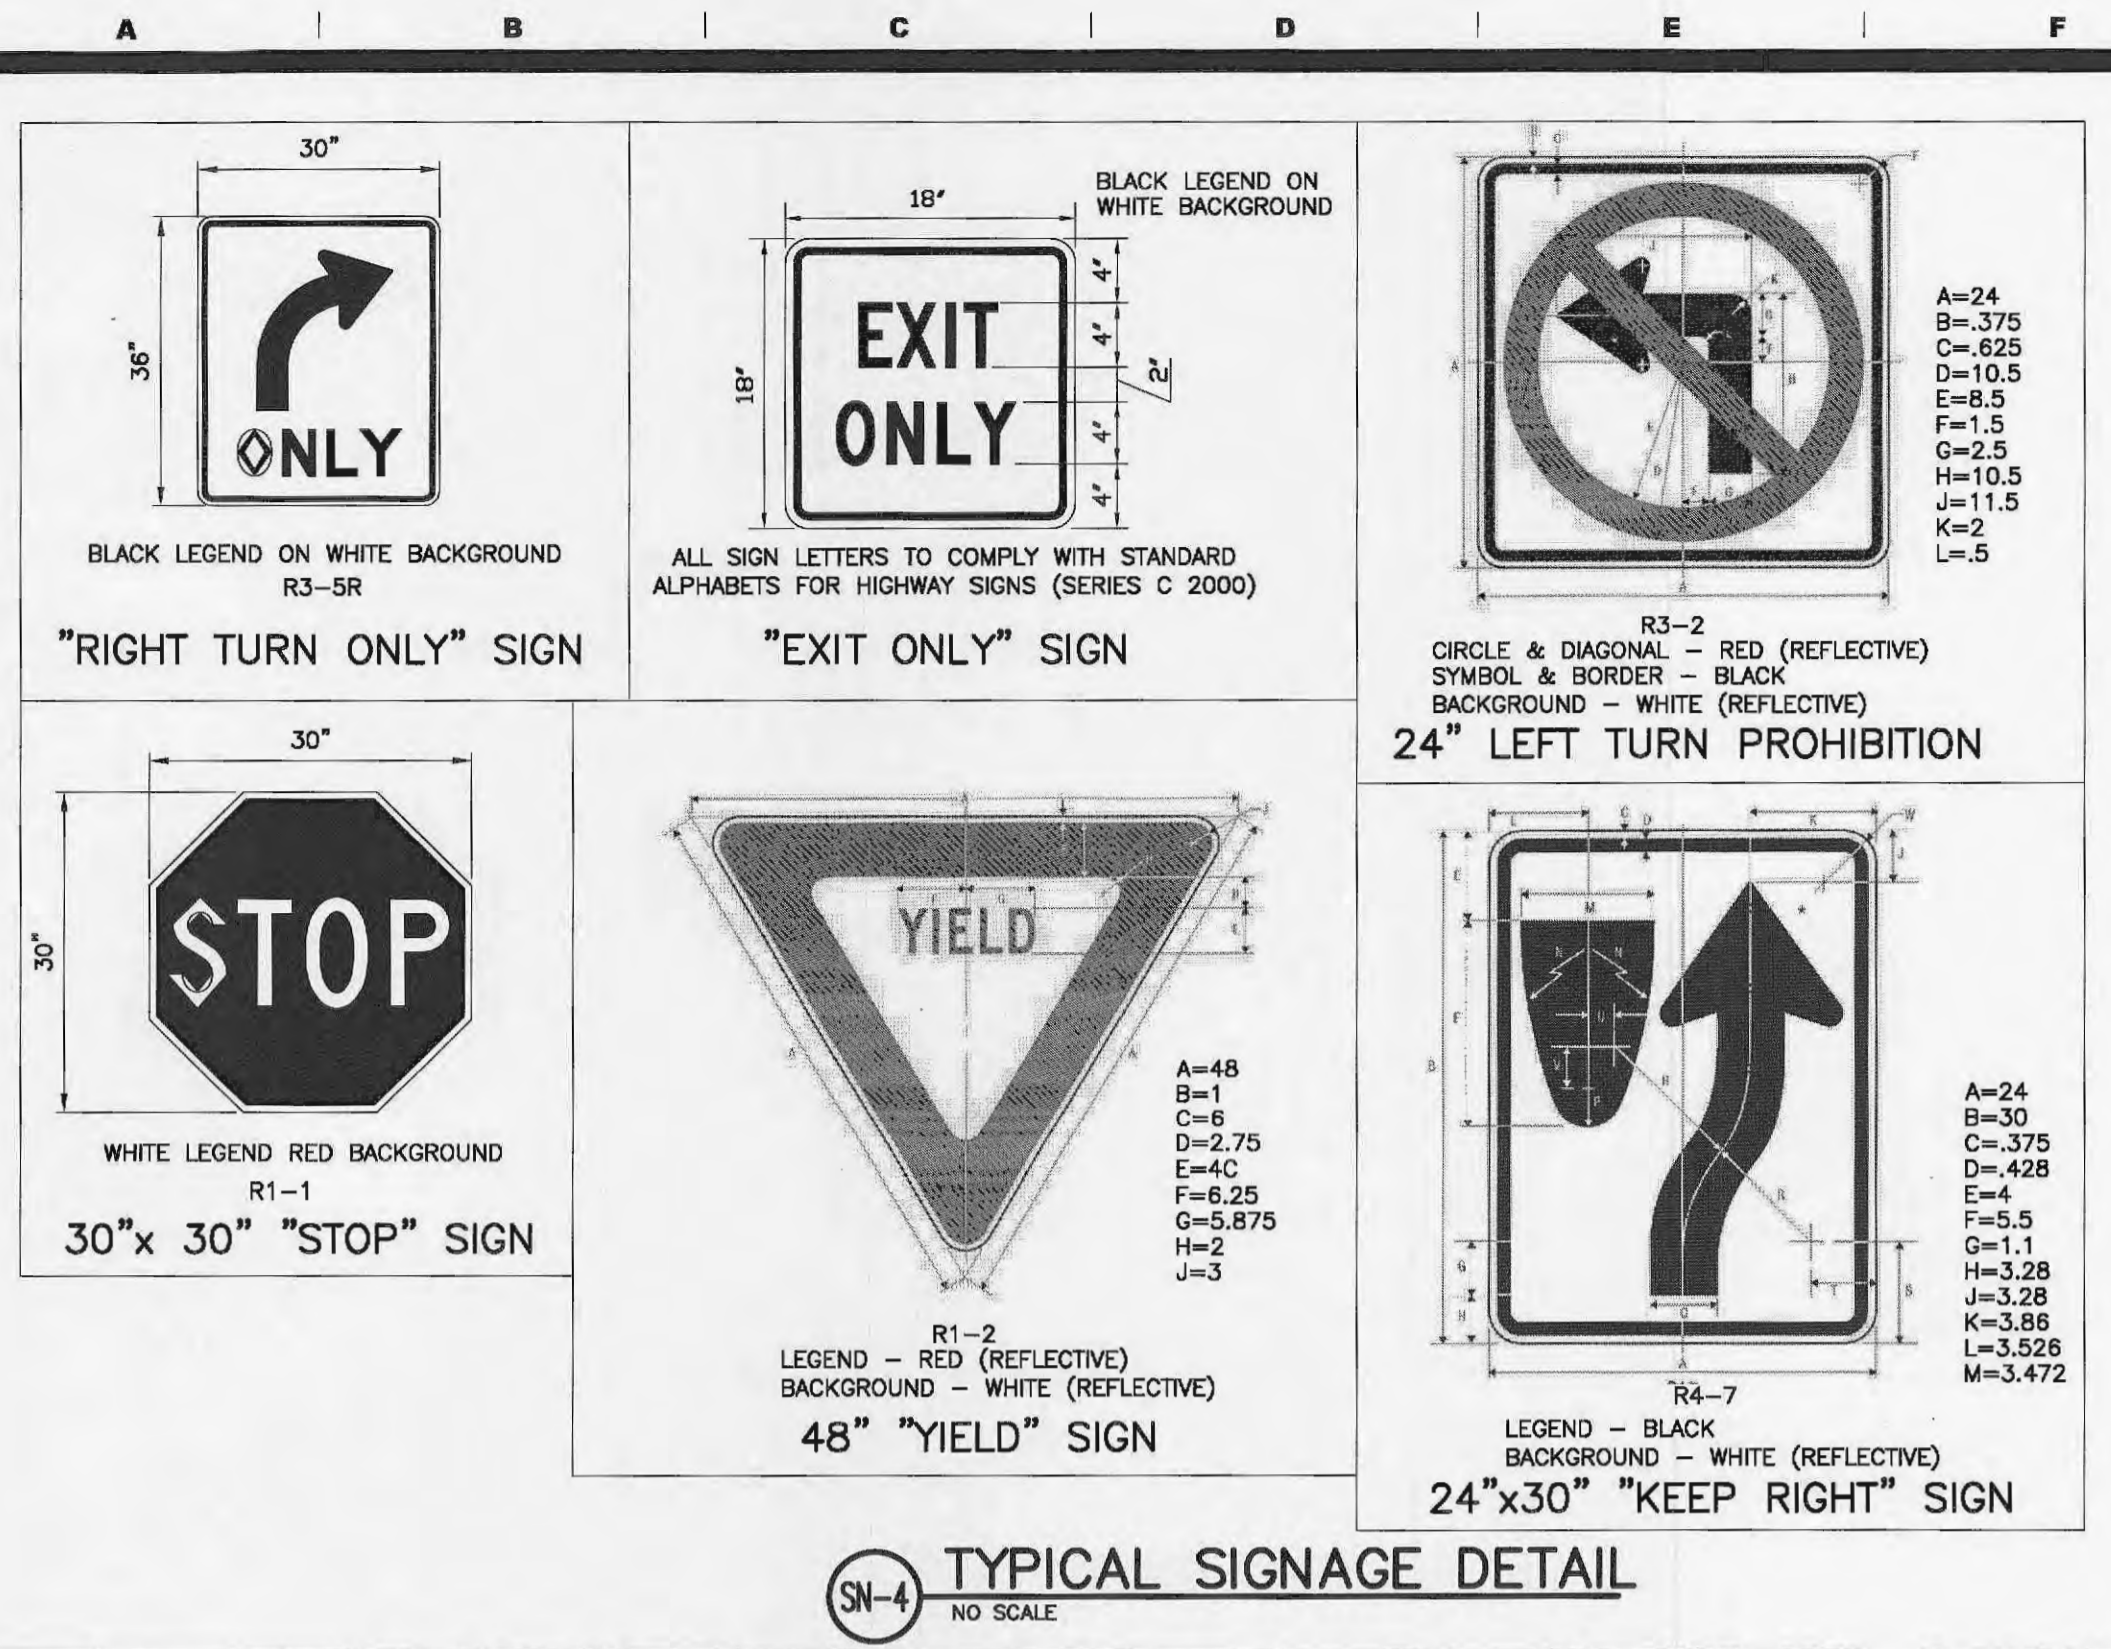 A B C D E F
30"
36"
ONLY
BLACK LEGEND ON WHITE BACKGROUND
R3-5R
"RIGHT TURN ONLY" SIGN
BLACK LEGEND ON
WHITE BACKGROUND
18"
18"
4"
4"
2"
4"
4"
EXIT
ONLY
ALL SIGN LETTERS TO COMPLY WITH STANDARD
ALPHABETS FOR HIGHWAY SIGNS (SERIES C 2000)
"EXIT ONLY" SIGN
A=24
B=.375
C=.625
D=10.5
E=8.5
F=1.5
G=2.5
H=10.5
J=11.5
K=2
L=.5
R3-2
CIRCLE & DIAGONAL - RED (REFLECTIVE)
SYMBOL & BORDER - BLACK
BACKGROUND - WHITE (REFLECTIVE)
24" LEFT TURN PROHIBITION
30"
30"
STOP
WHITE LEGEND RED BACKGROUND
R1-1
30"x 30" "STOP" SIGN
YIELD
A=48
B=1
C=6
D=2.75
E=4C
F=6.25
G=5.875
H=2
J=3
R1-2
LEGEND - RED (REFLECTIVE)
BACKGROUND - WHITE (REFLECTIVE)
48" "YIELD" SIGN
A=24
B=30
C=.375
D=.428
E=4
F=5.5
G=1.1
H=3.28
J=3.28
K=3.86
L=3.526
M=3.472
R4-7
LEGEND - BLACK
BACKGROUND - WHITE (REFLECTIVE)
24"x30" "KEEP RIGHT" SIGN
SN-4
TYPICAL SIGNAGE DETAIL
NO SCALE